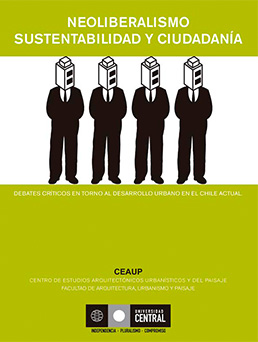 NEOLIBERALISMO
SUSTENTABILIDAD Y CIUDADANÍA
DEBATES CRÍTICOS EN TORNO AL DESARROLLO URBANO EN EL CHILE ACTUAL
CEAUP
CENTRO DE ESTUDIOS ARQUITECTÓNICOS URBANÍSTICOS Y DEL PAISAJE
FACULTAD DE ARQUITECTURA, URBANISMO Y PAISAJE
UNIVERSIDAD
CENTRAL
INDEPENDENCIA - PLURALISMO - COMPROMISO